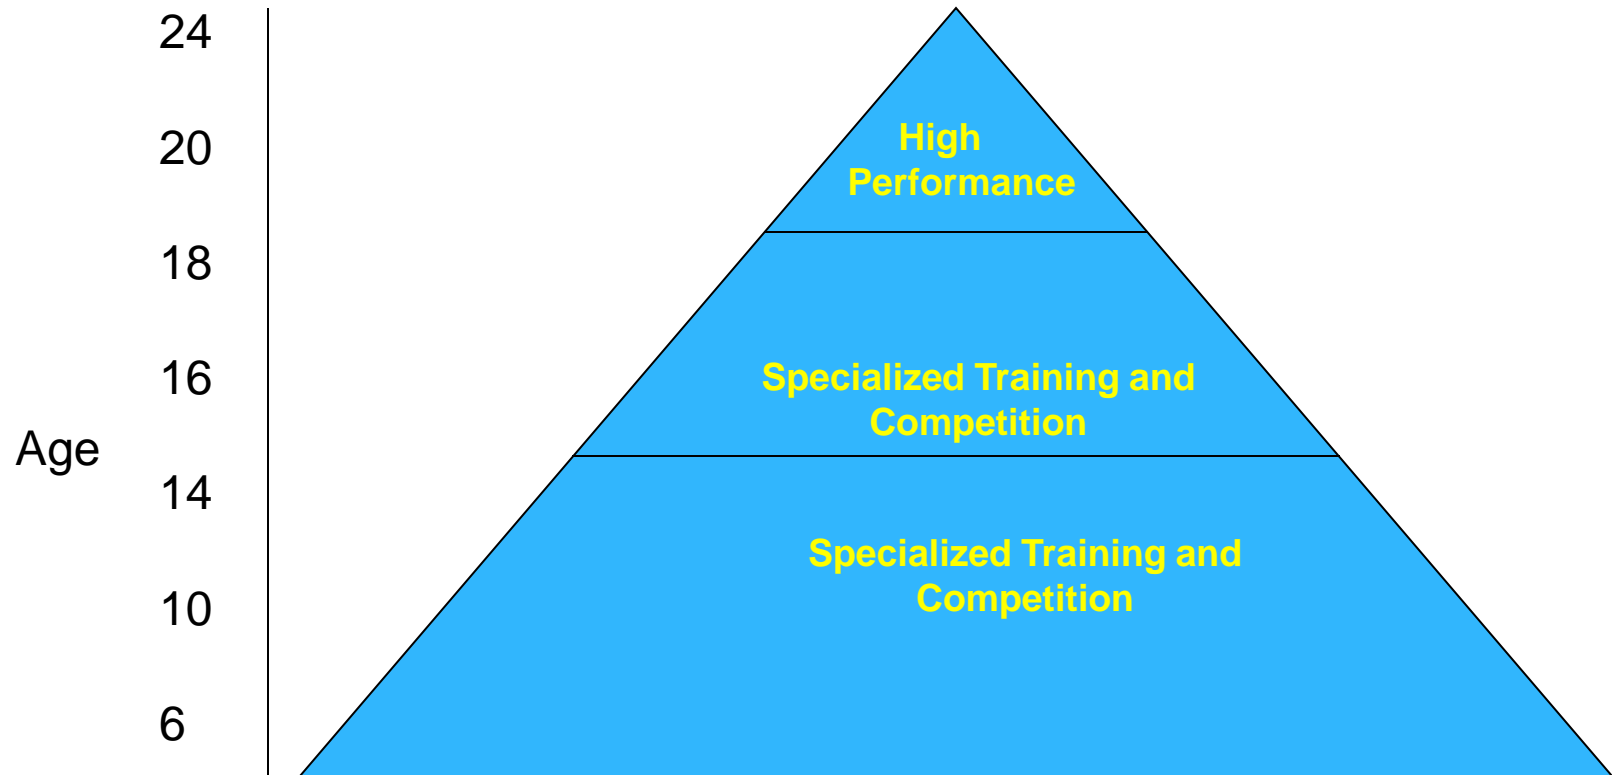 24
20
High
Performance
18
16
Specialized Training and
Competition
Age
14
Specialized Training and
Competition
10
6